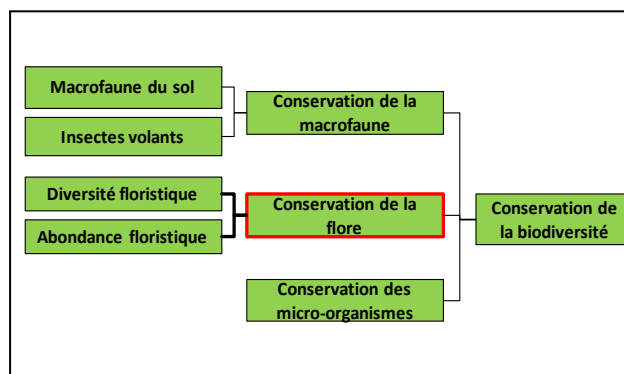 Macrofaune du sol
Insectes volants
Conservation de la
macrofaune
Diversité floristique
Abondance floristique
Conservation de la
flore
Conservation des
micro-organismes
Conservation de
la biodiversité